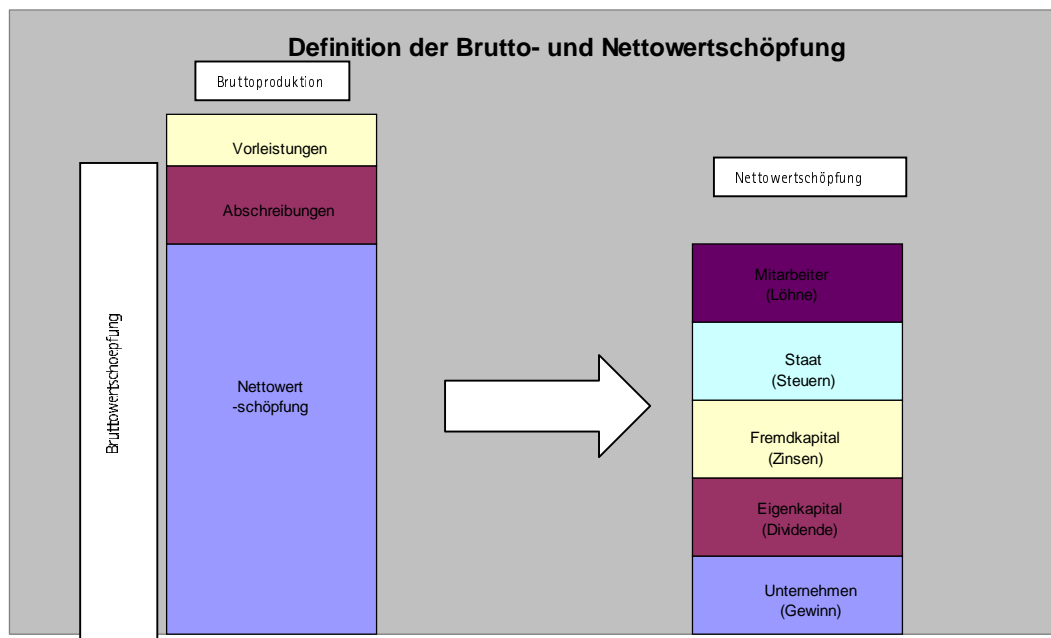 Definition der Brutto- und Nettowertschöpfung
Bruttoproduktion
Vorleistungen
Abschreibungen
Nettowert
-schöpfung
Bruttowertschoepfung
Nettowertschöpfung
Mitarbeiter
(Löhne)
Staat
(Steuern)
Fremdkapital
(Zinsen)
Eigenkapital
(Dividende)
Unternehmen
(Gewinn)